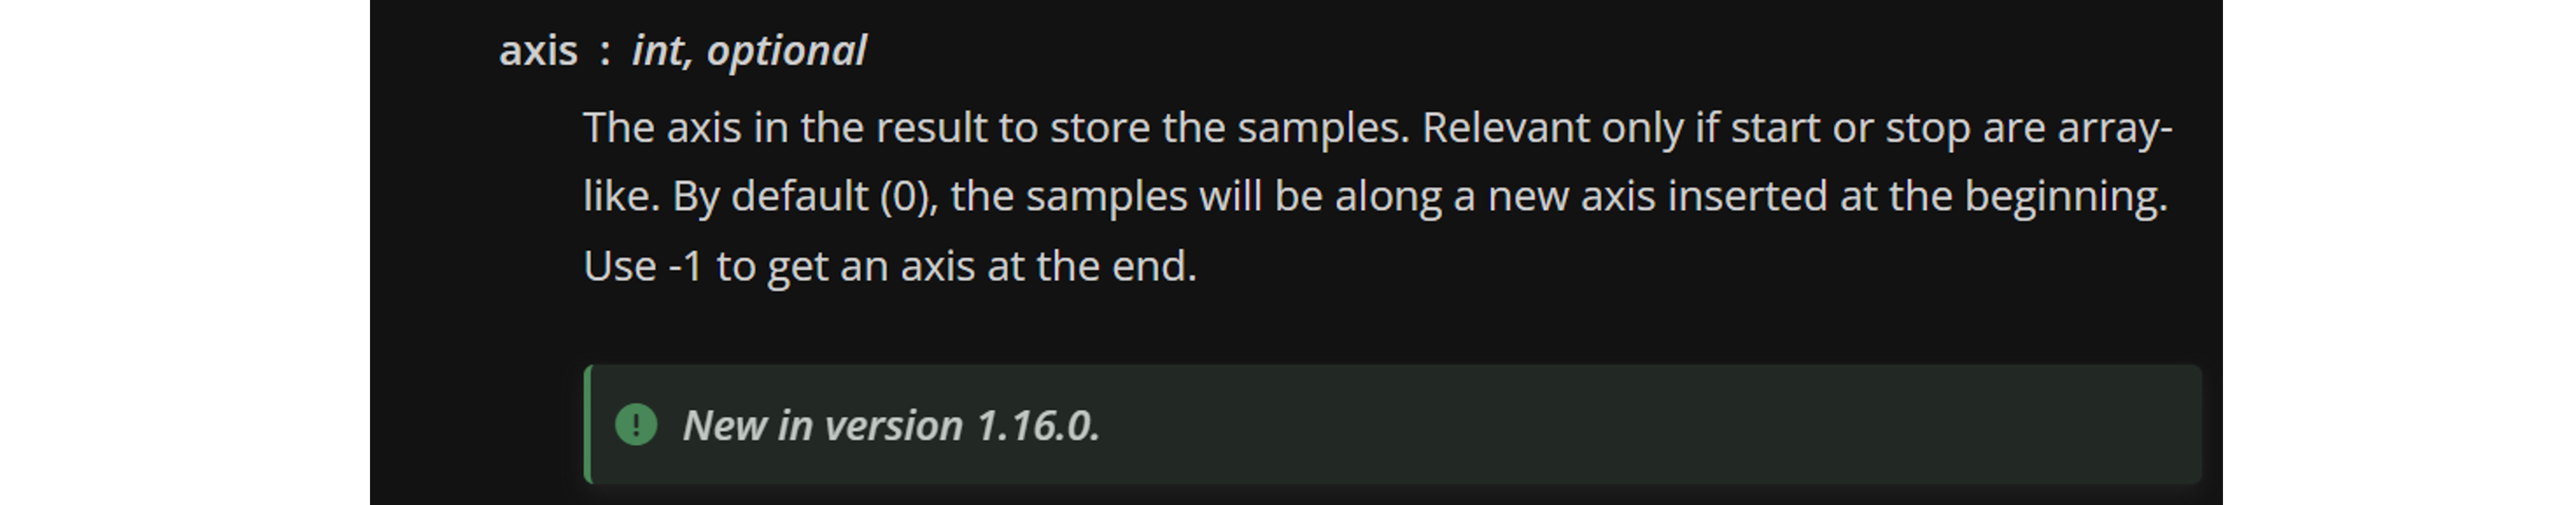 axis : int, optional
The axis in the result to store the samples. Relevant only if start or stop are array-
like. By default (0), the samples will be along a new axis inserted at the beginning.
Use -1 to get an axis at the end.
New in version 1.16.0.